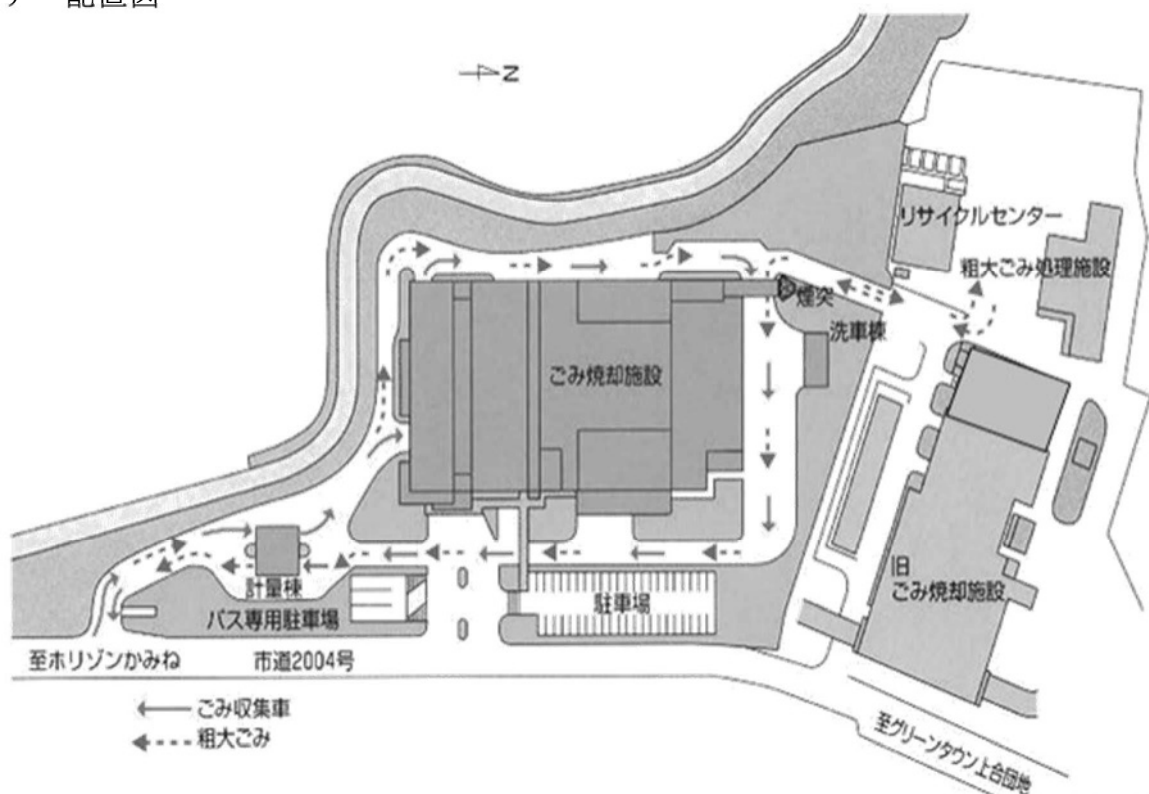 配置図
N
リサイクルセンター
粗大ごみ処理施設
煙突
洗車棟
ごみ焼却施設
旧
ごみ焼却施設
計量棟
バス専用駐車場
駐車場
至ホリゾンかみね
市道2004号
至グリーンタウン上台団地
ごみ収集車
粗大ごみ